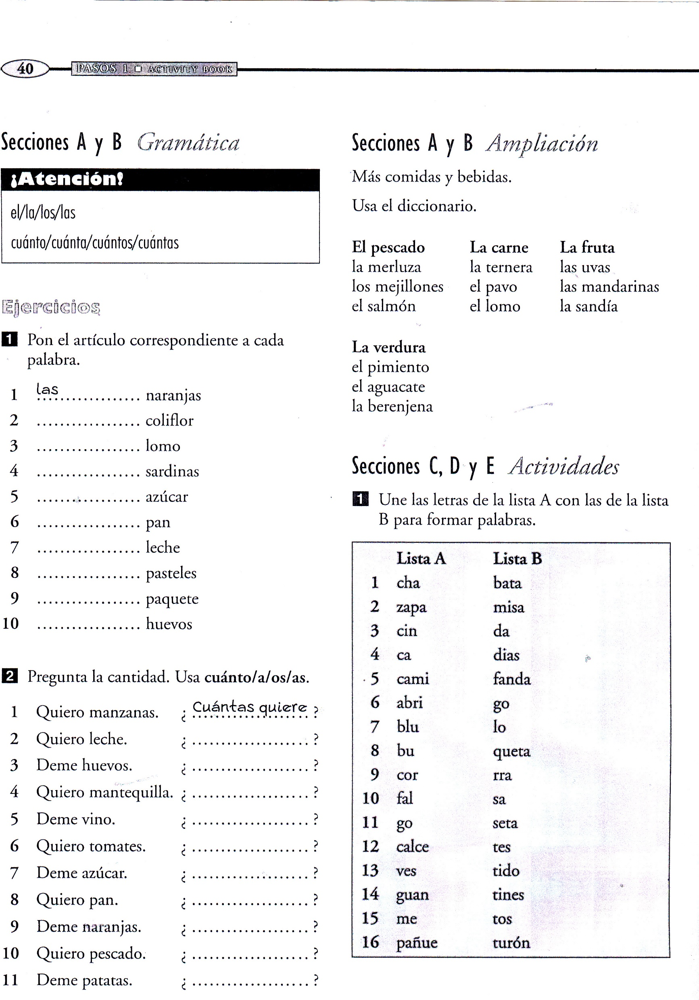 40 PASOS 1 □ ACTIVITY BOOK
Secciones A y B Gramática
¡Atención!
el/la/los/las
cuánto/cuánta/cuántos/cuántas
Ejercicios
1 Pon el artículo correspondiente a cada
palabra.
1 las .................. naranjas
2 .................. coliflor
3 .................. lomo
4 .................. sardinas
5 .................. azúcar
6 .................. pan
7 .................. leche
8 .................. pasteles
9 .................. paquete
10 .................. huevos
2 Pregunta la cantidad. Usa cuánto/a/os/as.
1 Quiero manzanas. ¿ Cuántas quiere ?
2 Quiero leche. ¿ .................... ?
3 Deme huevos. ¿ .................... ?
4 Quiero mantequilla. ¿ .................... ?
5 Deme vino. ¿ .................... ?
6 Quiero tomates. ¿ .................... ?
7 Deme azúcar. ¿ .................... ?
8 Quiero pan. ¿ .................... ?
9 Deme naranjas. ¿ .................... ?
10 Quiero pescado. ¿ .................... ?
11 Deme patatas. ¿ .................... ?
Secciones A y B Ampliación
Más comidas y bebidas.
Usa el diccionario.
El pescado La carne La fruta
la merluza la ternera las uvas
los mejillones el pavo las mandarinas
el salmón el lomo la sandía
La verdura
el pimiento
el aguacate
la berenjena
Secciones C, D y E Actividades
1 Une las letras de la lista A con las de la lista
B para formar palabras.
Lista A Lista B
1 cha bata
2 zapa misa
3 cin da
4 ca dias
5 cami fanda
6 abri go
7 blu lo
8 bu queta
9 cor rra
10 fal sa
11 go seta
12 calce tes
13 ves tido
14 guan tines
15 me tos
16 pañue turón